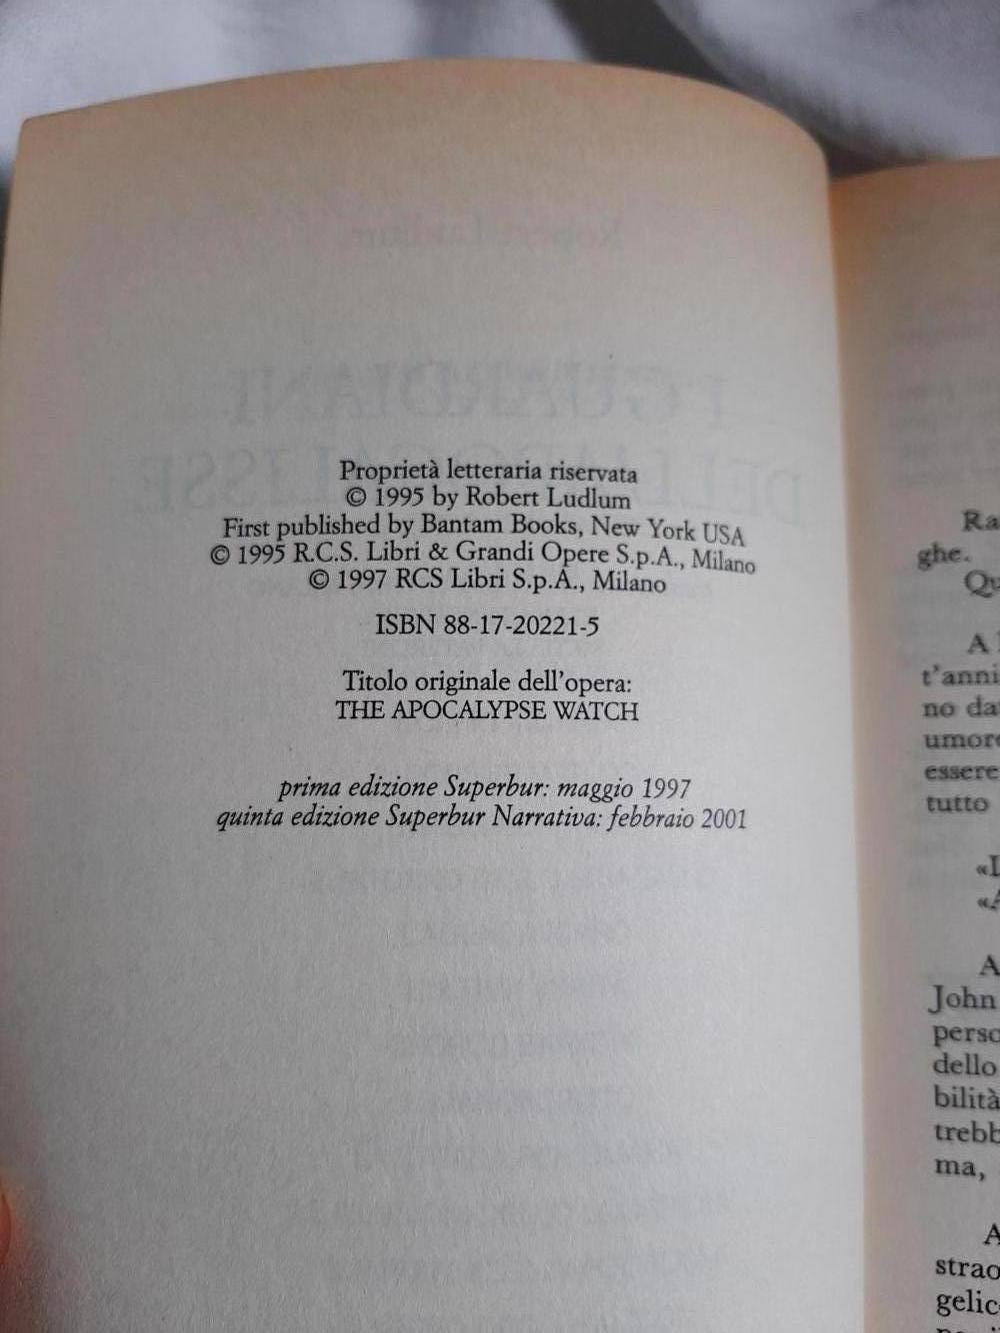 Proprietà letteraria riservata
© 1995 by Robert Ludlum
First published by Bantam Books, New York USA
© 1995 R.C.S. Libri & Grandi Opere S.p.A., Milano
© 1997 RCS Libri S.p.A., Milano
ISBN 88-17-20221-5
Titolo originale dell'opera:
THE APOCALYPSE WATCH
prima edizione Superbur: maggio 1997
quinta edizione Superbur Narrativa: febbraio 2001
Ra
ghe.
Qu
A
t'anni
no da
umor
essere
tutto
«I
«A
A
John
perso
dello
bilità
trebb
ma,
A
strao
gelic